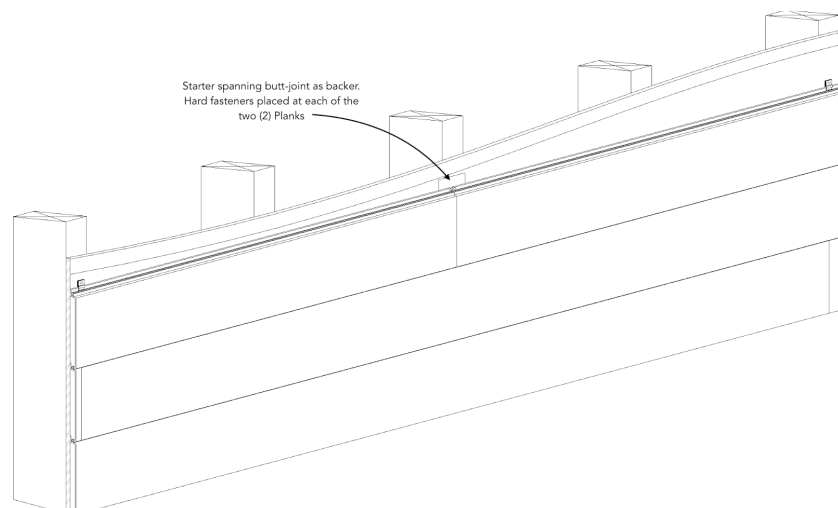 Starter spanning butt-joint as backer.
Hard fasteners placed at each of the
two (2) Planks